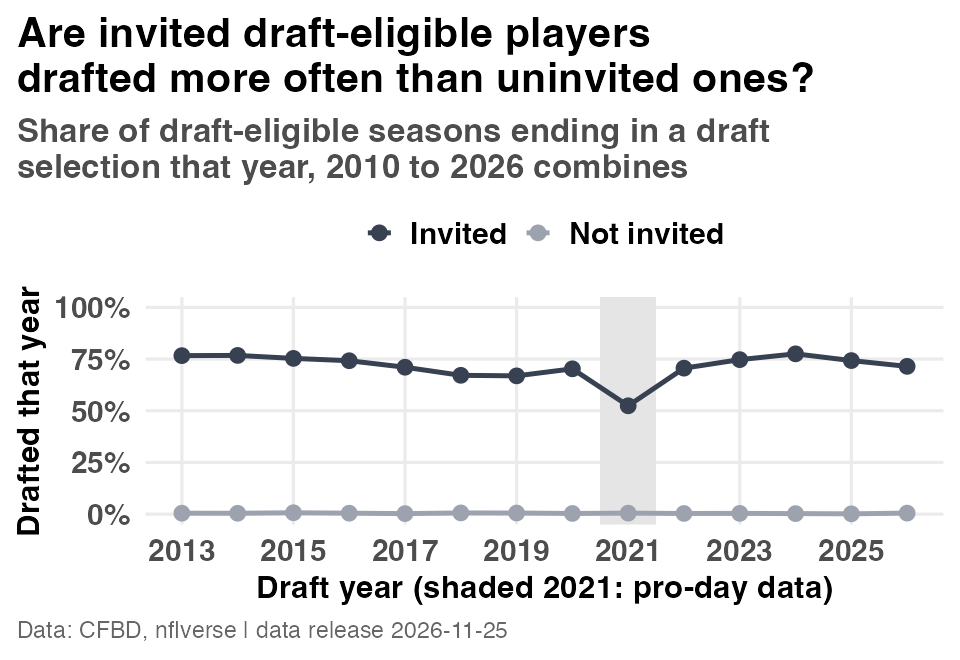 Are invited draft-eligible players
drafted more often than uninvited ones?
Share of draft-eligible seasons ending in a draft
selection that year, 2010 to 2026 combines
Invited Not invited
Drafted that year
100%
75%
50%
25%
0%
2013 2015 2017 2019 2021 2023 2025
Draft year (shaded 2021: pro-day data)
Data: CFBD, nflverse | data release 2026-11-25